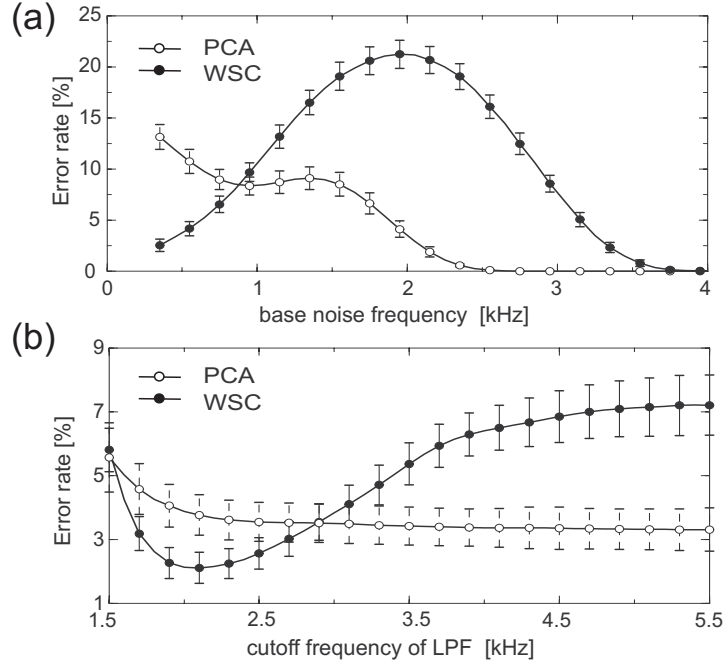 (a)
25
20
15
10
5
0
Error rate [%]
PCA
WSC
0 1 2 3 4
base noise frequency [kHz]
(b)
9
7
5
3
1
Error rate [%]
PCA
WSC
1.5 2.5 3.5 4.5 5.5
cutoff frequency of LPF [kHz]